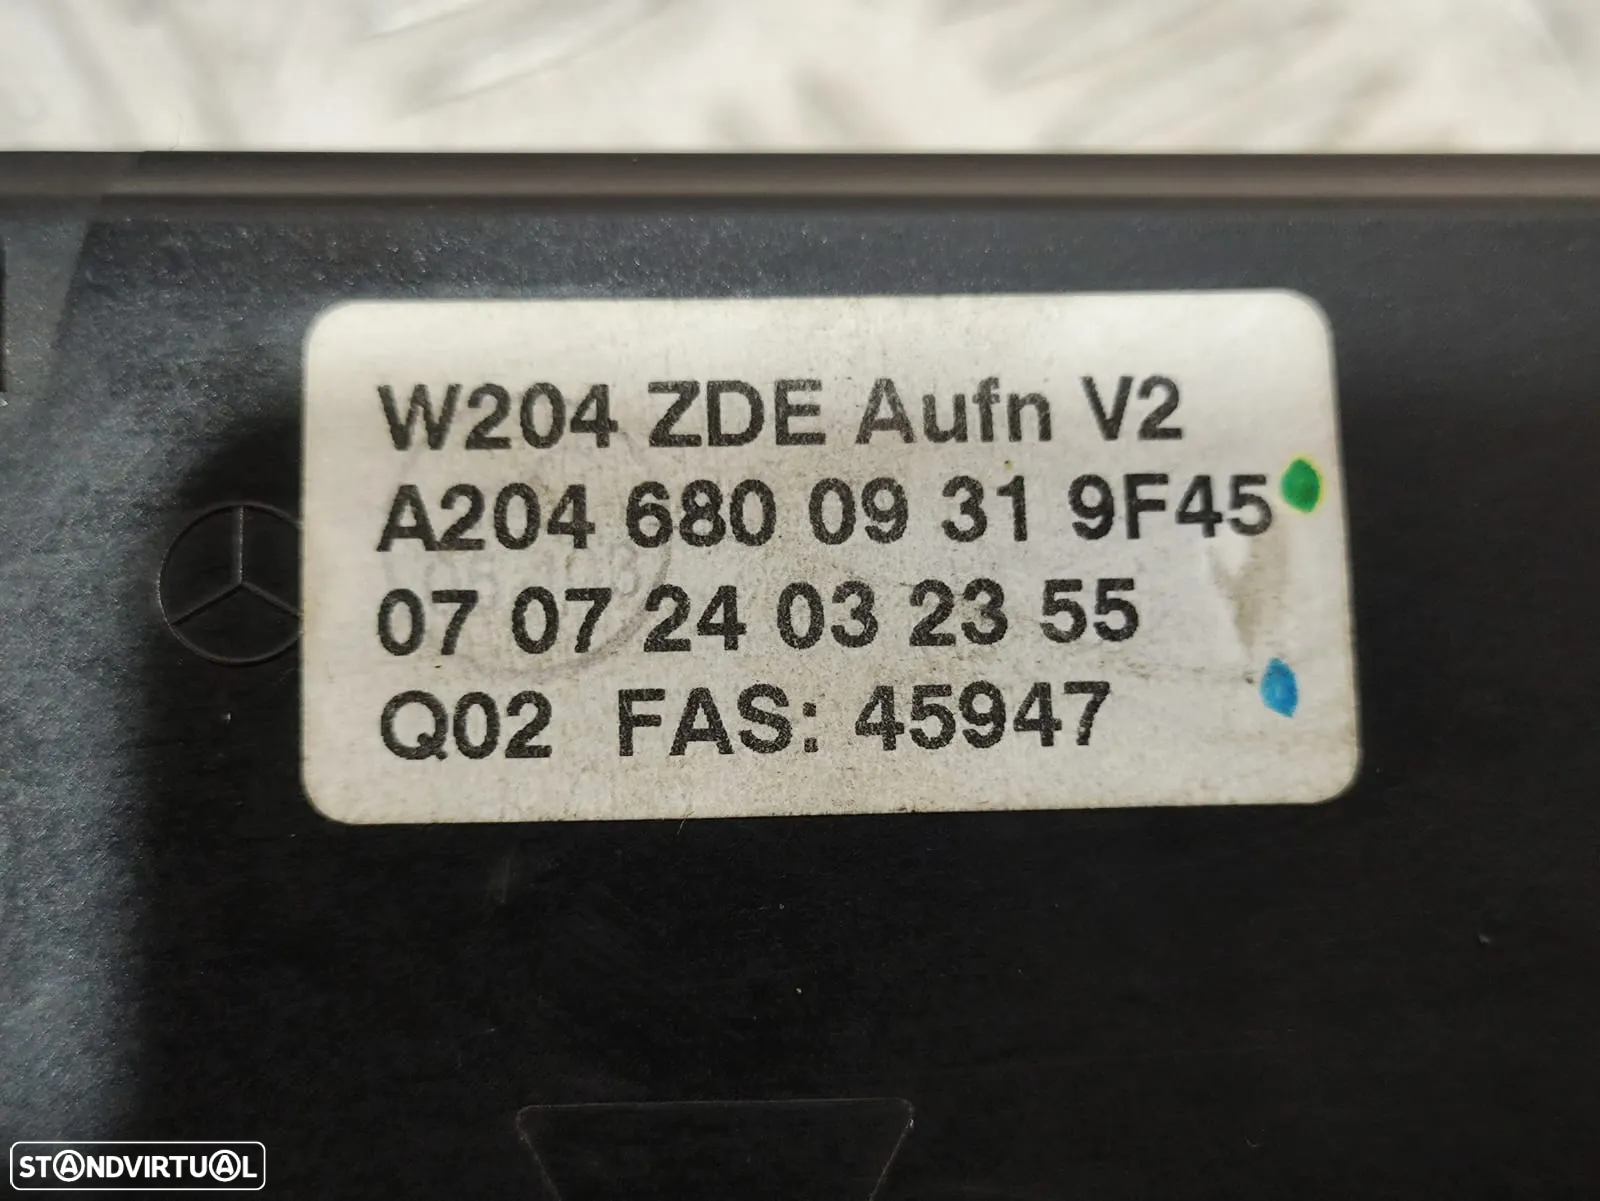 W204 ZDE Aufn V2
A204 680 09 31 9F45
07 07 24 03 23 55
Q02 FAS: 45947
STANDVIRTUAL